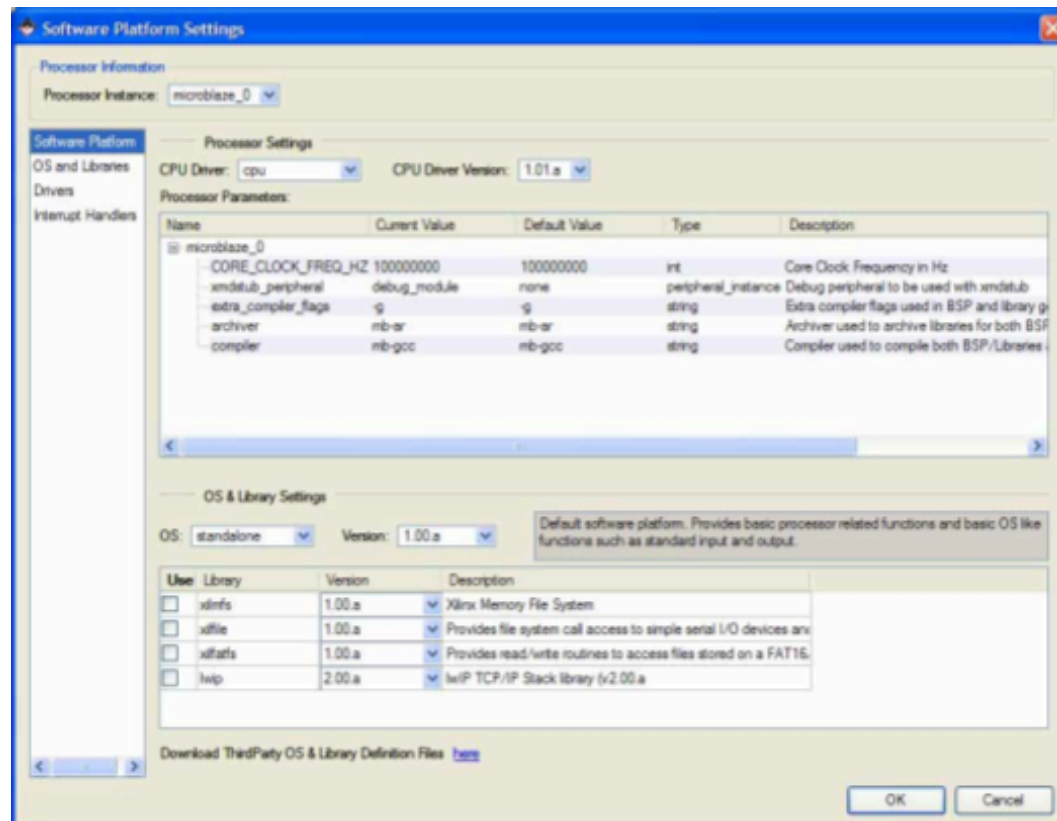 Software Platform Settings
Processor Information
Processor Instance: microblaze_0
Software Platform
OS and Libraries
Drivers
Interrupt Handlers
Processor Settings
CPU Driver: cpu CPU Driver Version: 1.01.a
Processor Parameters:
Name Current Value Default Value Type Description
microblaze_0
CORE_CLOCK_FREQ_HZ 100000000 100000000 int Core Clock Frequency in Hz
xmdstub_peripheral debug_module none peripheral_instance Debug peripheral to be used with xmdstub
extra_compiler_flags -g -g string Extra compiler flags used in BSP and library g
archiver mb-ar mb-ar string Archiver used to archive libraries for both BSP
compiler mb-gcc mb-gcc string Compiler used to compile both BSP/Libraries
OS & Library Settings
OS: standalone Version: 1.00.a
Default software platform. Provides basic processor related functions and basic OS like
functions such as standard input and output.
Use Library Version Description
xilmfs 1.00.a Xilinx Memory File System
xilfile 1.00.a Provides file system call access to simple serial I/O devices and
xilfatfs 1.00.a Provides read/write routines to access files stored on a FAT16
lwip 2.00.a lwIP TCP/IP Stack library (v2.00.a
Download ThirdParty OS & Library Definition Files here
OK Cancel